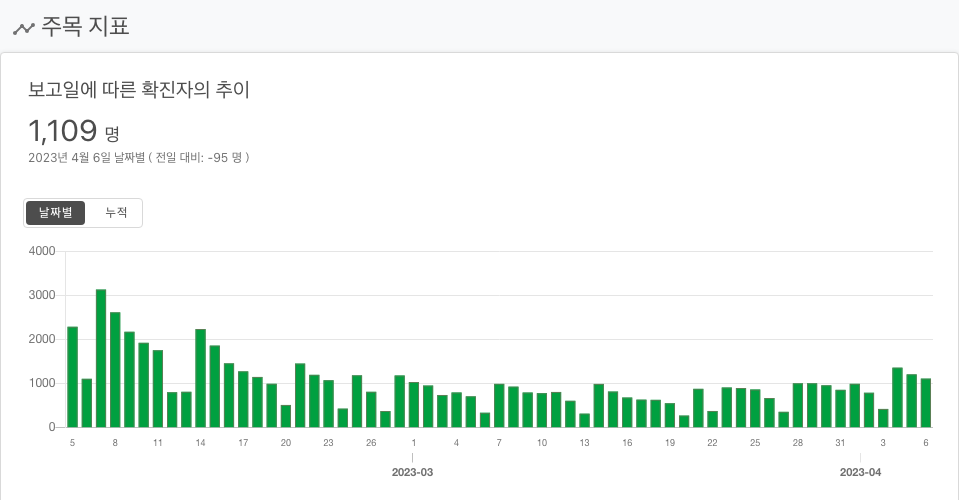 주목 지표
보고일에 따른 확진자의 추이
1,109 명
2023년 4월 6일 날짜별 ( 전일 대비: -95 명 )
날짜별 누적
4000
3000
2000
1000
0
5 8 11 14 17 20 23 26 1 4 7 10 13 16 19 22 25 28 31 3 6
2023-03 2023-04